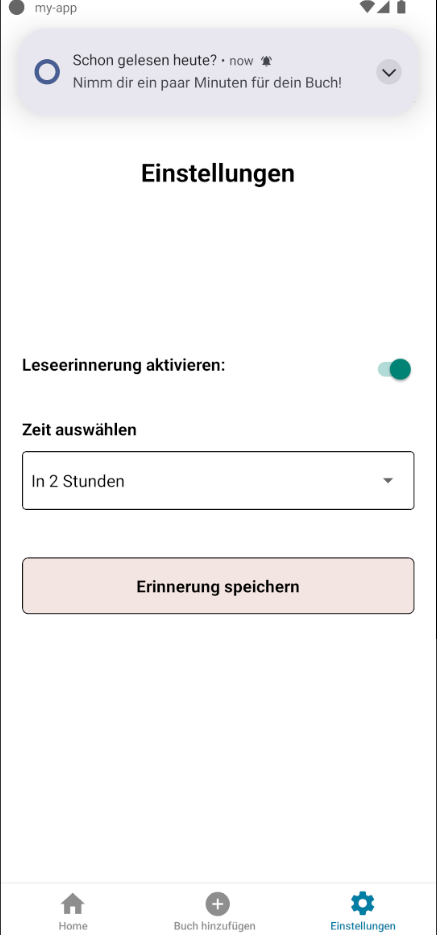 my-app
Schon gelesen heute? • now
Nimm dir ein paar Minuten für dein Buch!
Einstellungen
Leseerinnerung aktivieren:
Zeit auswählen
In 2 Stunden
Erinnerung speichern
Home
Buch hinzufügen
Einstellungen